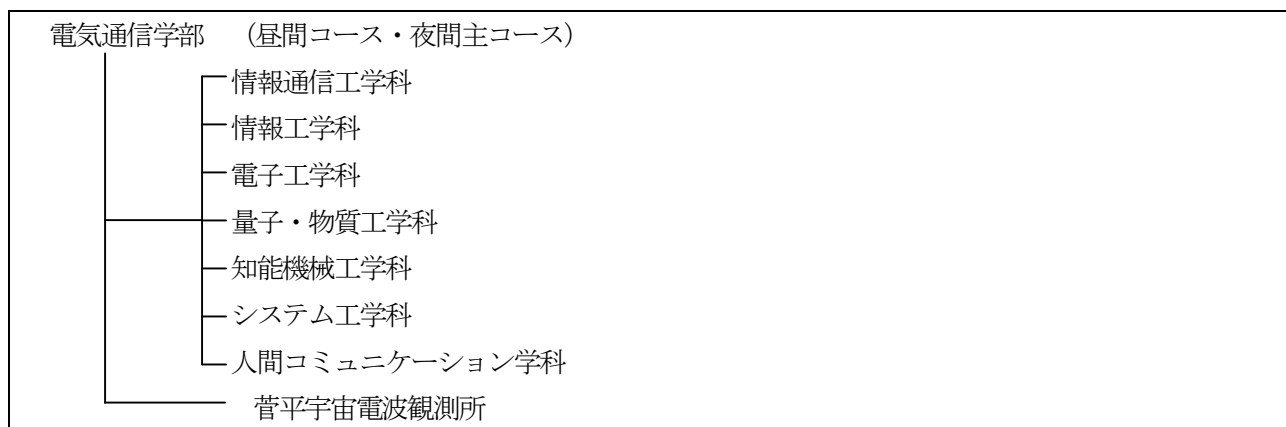 電気通信学部 (昼間コース・夜間主コース)
情報通信工学科
情報工学科
電子工学科
量子・物質工学科
知能機械工学科
システム工学科
人間コミュニケーション学科
菅平宇宙電波観測所